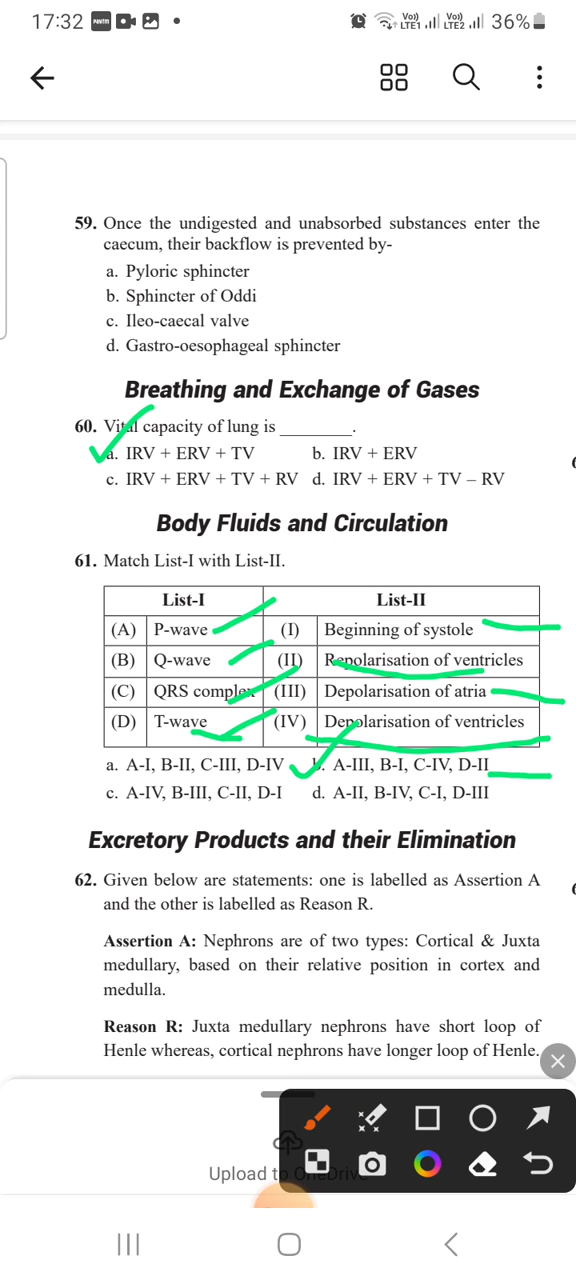 17:32 Paytm Vo)) LTE1 Vo)) LTE2 36%
59. Once the undigested and unabsorbed substances enter the
caecum, their backflow is prevented by-
a. Pyloric sphincter
b. Sphincter of Oddi
c. Ileo-caecal valve
d. Gastro-oesophageal sphincter
Breathing and Exchange of Gases
60. Vital capacity of lung is ________.
a. IRV + ERV + TV b. IRV + ERV
c. IRV + ERV + TV + RV d. IRV + ERV + TV – RV
Body Fluids and Circulation
61. Match List-I with List-II.
List-I List-II
(A) P-wave (I) Beginning of systole
(B) Q-wave (II) Repolarisation of ventricles
(C) QRS complex (III) Depolarisation of atria
(D) T-wave (IV) Depolarisation of ventricles
a. A-I, B-II, C-III, D-IV b. A-III, B-I, C-IV, D-II
c. A-IV, B-III, C-II, D-I d. A-II, B-IV, C-I, D-III
Excretory Products and their Elimination
62. Given below are statements: one is labelled as Assertion A
and the other is labelled as Reason R.
Assertion A: Nephrons are of two types: Cortical & Juxta
medullary, based on their relative position in cortex and
medulla.
Reason R: Juxta medullary nephrons have short loop of
Henle whereas, cortical nephrons have longer loop of Henle.
Upload to OneDrive